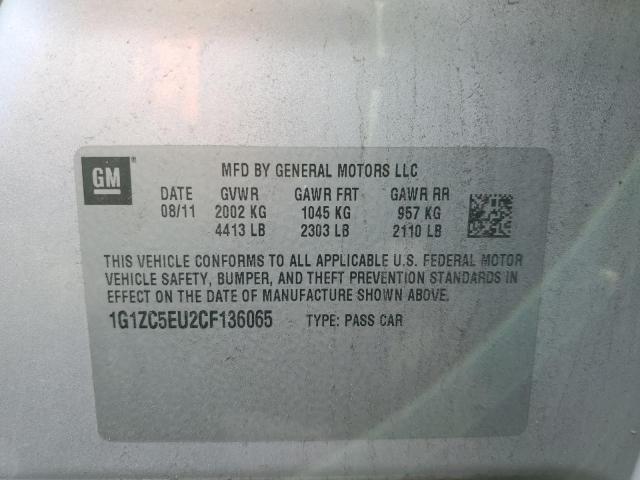 GM ®
MFD BY GENERAL MOTORS LLC
DATE GVWR GAWR FRT GAWR RR
08/11 2002 KG 1045 KG 957 KG
4413 LB 2303 LB 2110 LB
THIS VEHICLE CONFORMS TO ALL APPLICABLE U.S. FEDERAL MOTOR
VEHICLE SAFETY, BUMPER, AND THEFT PREVENTION STANDARDS IN
EFFECT ON THE DATE OF MANUFACTURE SHOWN ABOVE.
1G1ZC5EU2CF136065 TYPE: PASS CAR